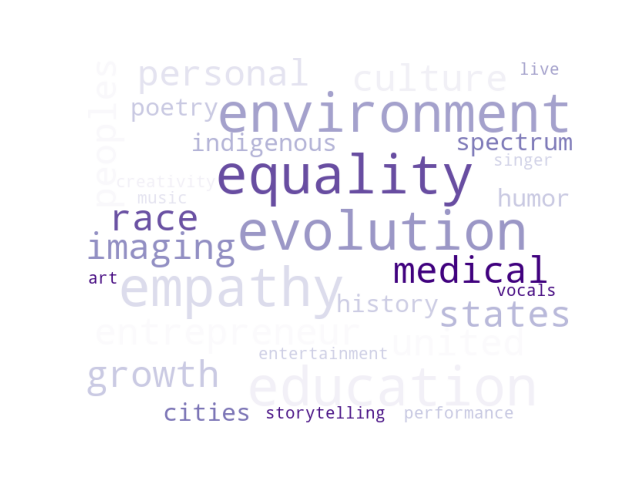 live
personal
culture
peoples
environment
poetry
indigenous
spectrum
singer
equality
creativity
music
humor
race
evolution
imaging
medical
art
empathy
vocals
history
states
entrepreneur
united
entertainment
growth
education
cities
storytelling
performance